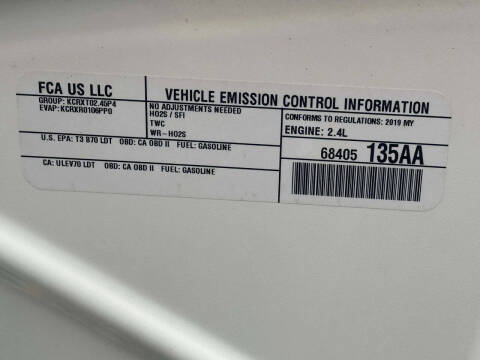 FCA US LLC
GROUP: KCRXT02.45P4
EVAP: KCRXR0106PP0
VEHICLE EMISSION CONTROL INFORMATION
NO ADJUSTMENTS NEEDED
HO2S / SFI
TWC
WR-HO2S
CONFORMS TO REGULATIONS: 2019 MY
ENGINE: 2.4L
U.S. EPA: T3 B70 LDT OBD: CA OBD II FUEL: GASOLINE
CA: ULEV70 LDT OBD: CA OBD II FUEL: GASOLINE
68405 135AA